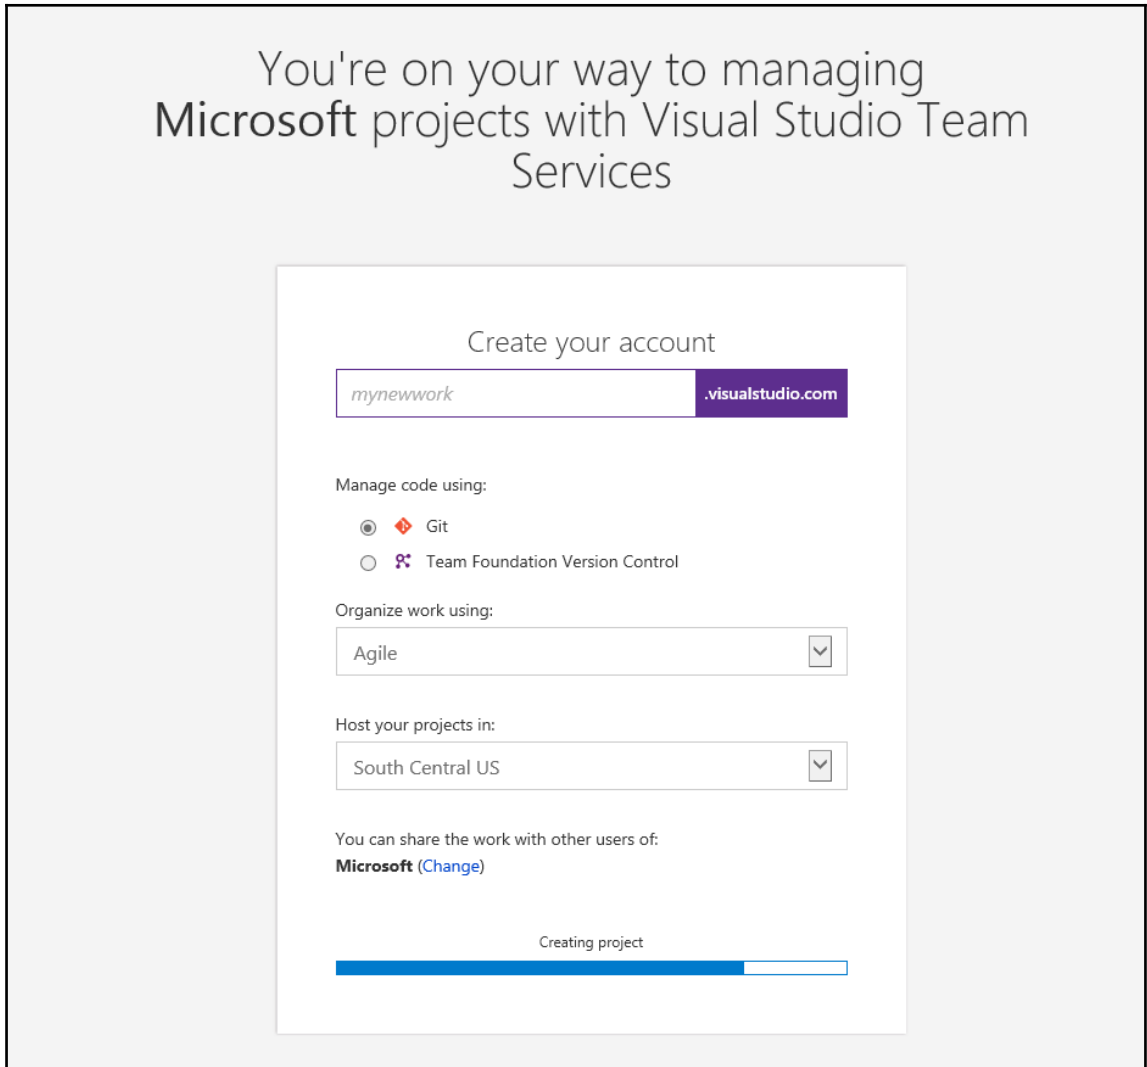 You're on your way to managing
Microsoft projects with Visual Studio Team
Services
Create your account
mynewwork .visualstudio.com
Manage code using:
Git
Team Foundation Version Control
Organize work using:
Agile
Host your projects in:
South Central US
You can share the work with other users of:
Microsoft (Change)
Creating project